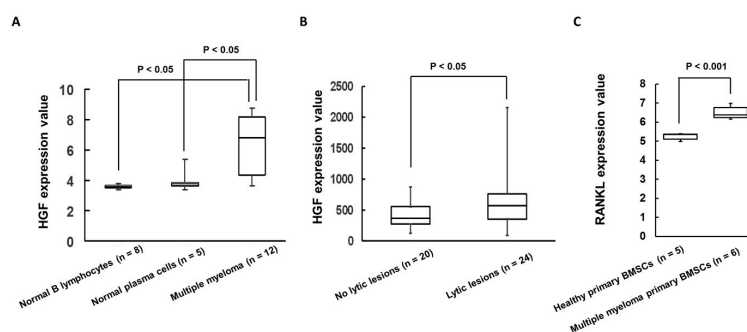 A
P < 0.05
P < 0.05
HGF expression value
10
8
6
4
2
0
Normal B lymphocytes (n = 8)
Normal plasma cells (n = 5)
Multiple myeloma (n = 12)
B
P < 0.05
HGF expression value
2500
2000
1500
1000
500
0
No lytic lesions (n = 20)
Lytic lesions (n = 24)
C
P < 0.001
RANKL expression value
8
7
6
5
4
3
2
1
0
Healthy primary BMSCs (n = 5)
Multiple myeloma primary BMSCs (n = 6)